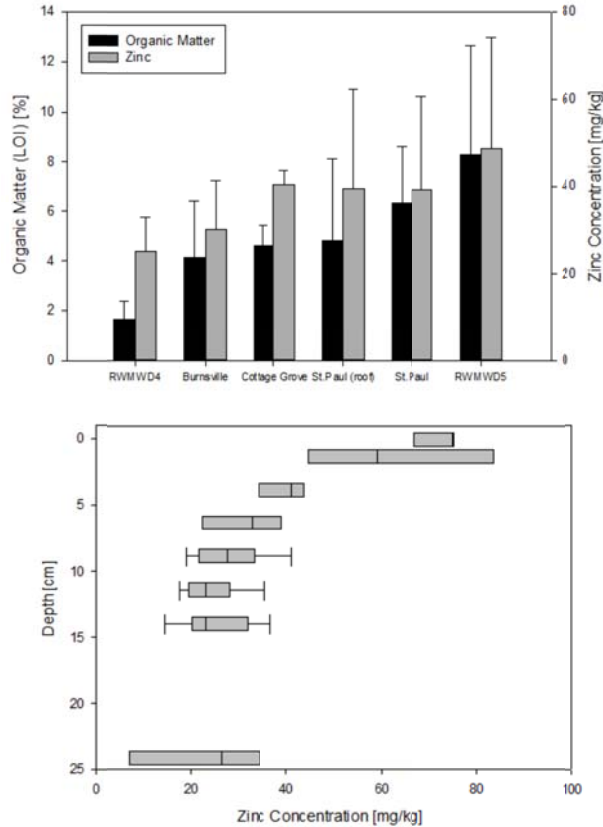 14
12
10
8
6
4
2
0
Organic Matter (LOI) [%]
Organic Matter
Zinc
80
60
40
20
0
Zinc Concentration [mg/kg]
RWMWD4 Burnsville Cottage Grove St.Paul (roof) St.Paul RWMWD5
0
5
10
15
20
25
Depth [cm]
0 20 40 60 80 100
Zinc Concentration [mg/kg]